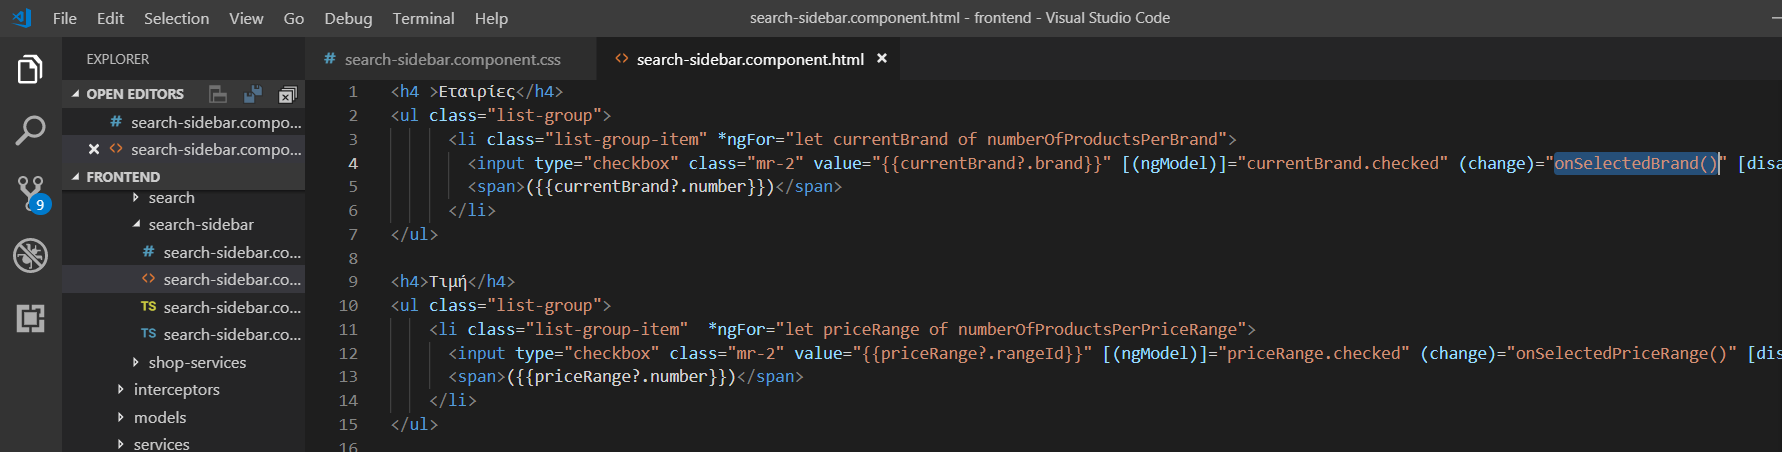 File Edit Selection View Go Debug Terminal Help search-sidebar.component.html - frontend - Visual Studio Code
EXPLORER
OPEN EDITORS
search-sidebar.compo...
search-sidebar.compo...
FRONTEND
search
search-sidebar
search-sidebar.co...
search-sidebar.co...
TS search-sidebar.co...
TS search-sidebar.co...
shop-services
interceptors
models
services
9
# search-sidebar.component.css <> search-sidebar.component.html ×
1 <h4 >Εταιρίες</h4>
2 <ul class="list-group">
3 <li class="list-group-item" *ngFor="let currentBrand of numberOfProductsPerBrand">
4 <input type="checkbox" class="mr-2" value="{{currentBrand?.brand}}" [(ngModel)]="currentBrand.checked" (change)="onSelectedBrand()" [disa
5 <span>({{currentBrand?.number}})</span>
6 </li>
7 </ul>
8
9 <h4>Τιμή</h4>
10 <ul class="list-group">
11 <li class="list-group-item"  *ngFor="let priceRange of numberOfProductsPerPriceRange">
12 <input type="checkbox" class="mr-2" value="{{priceRange?.rangeId}}" [(ngModel)]="priceRange.checked" (change)="onSelectedPriceRange()" [dis
13 <span>({{priceRange?.number}})</span>
14 </li>
15 </ul>
16